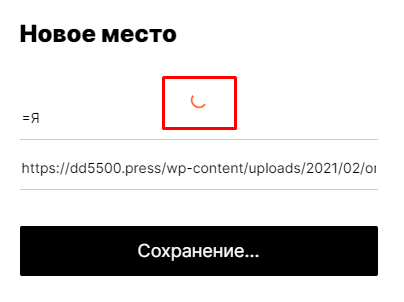 Новое место
=Я
https://dd5500.press/wp-content/uploads/2021/02/or
Сохранение...